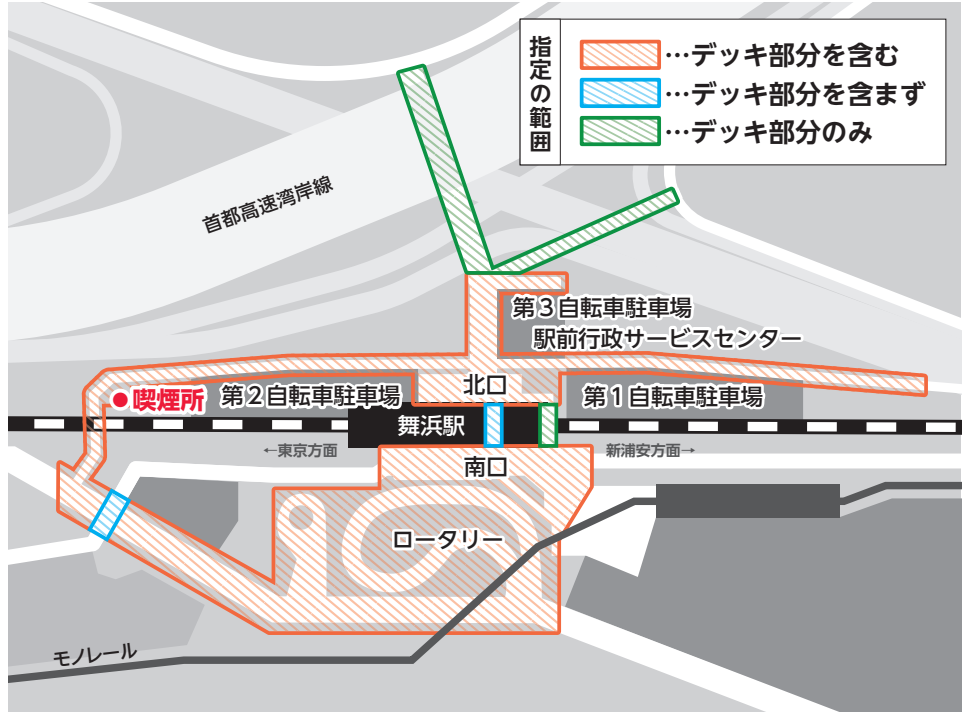 指定の範囲
…デッキ部分を含む
…デッキ部分を含まず
…デッキ部分のみ
首都高速湾岸線
第3自転車駐車場
駅前行政サービスセンター
北口
●喫煙所
第2自転車駐車場
第1自転車駐車場
舞浜駅
←東京方面
新浦安方面→
南口
ロータリー
モノレール